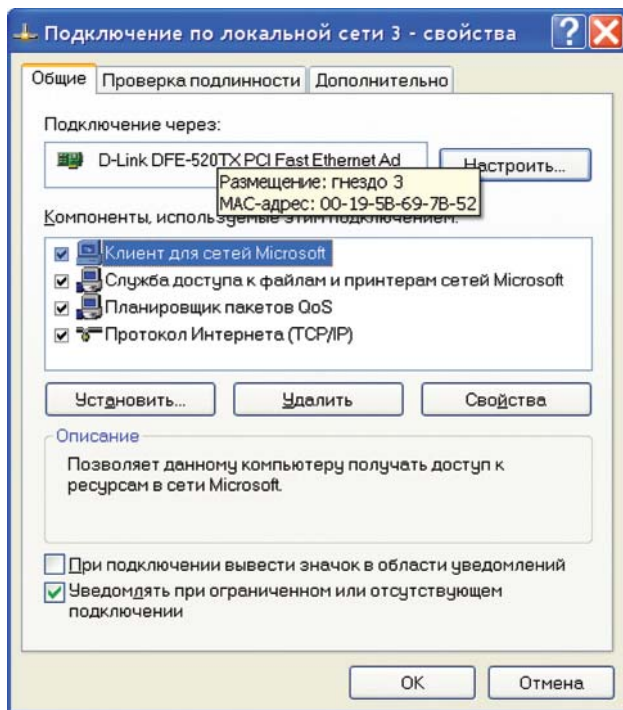 Подключение по локальной сети 3 - свойства
Общие Проверка подлинности Дополнительно
Подключение через:
D-Link DFE-520TX PCI Fast Ethernet Ad
Настроить...
Размещение: гнездо 3
MAC-адрес: 00-19-5B-69-7B-52
Компоненты, используемые этим подключением:
Клиент для сетей Microsoft
Служба доступа к файлам и принтерам сетей Microsoft
Планировщик пакетов QoS
Протокол Интернета (TCP/IP)
Установить... Удалить Свойства
Описание
Позволяет данному компьютеру получать доступ к
ресурсам в сети Microsoft.
При подключении вывести значок в области уведомлений
Уведомлять при ограниченном или отсутствующем
подключении
OK Отмена